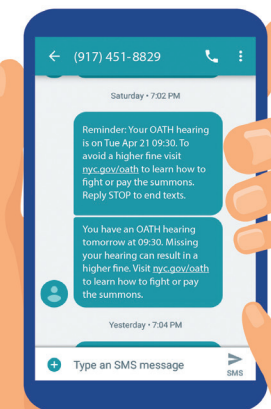 (917) 451-8829
Saturday • 7:02 PM
Reminder: Your OATH hearing
is on Tue Apr 21 09:30. To
avoid a higher fine visit
nyc.gov/oath to learn how to
fight or pay the summons.
Reply STOP to end texts.
You have an OATH hearing
tomorrow at 09:30. Missing
your hearing can result in a
higher fine. Visit nyc.gov/oath
to learn how to fight or pay
the summons.
Yesterday • 7:04 PM
Type an SMS message
SMS